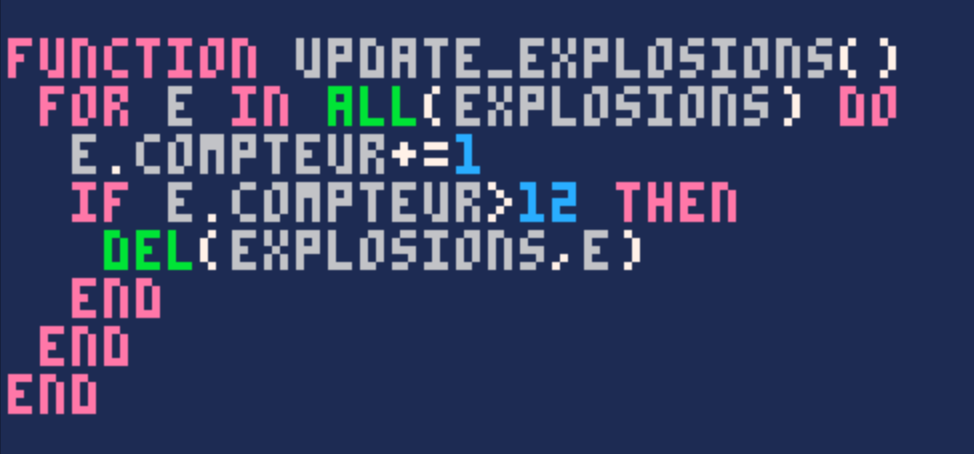 FUNCTION UPDATE_EXPLOSIONS()
FOR E IN ALL(EXPLOSIONS) DO
E.COMPTEUR+=1
IF E.COMPTEUR>12 THEN
DEL(EXPLOSIONS,E)
END
END
END